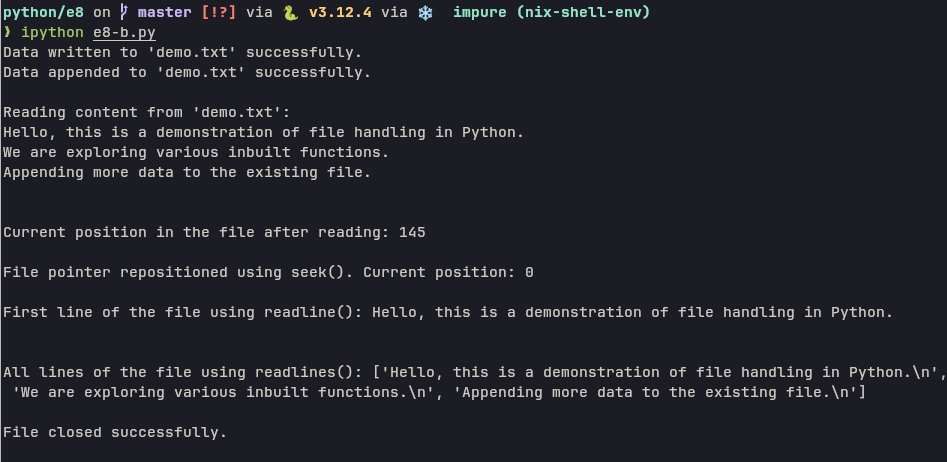 python/e8 on master [!?] via 🐍 v3.12.4 via ❄️ impure (nix-shell-env)
❯ ipython e8-b.py
Data written to 'demo.txt' successfully.
Data appended to 'demo.txt' successfully.
Reading content from 'demo.txt':
Hello, this is a demonstration of file handling in Python.
We are exploring various inbuilt functions.
Appending more data to the existing file.
Current position in the file after reading: 145
File pointer repositioned using seek(). Current position: 0
First line of the file using readline(): Hello, this is a demonstration of file handling in Python.
All lines of the file using readlines(): ['Hello, this is a demonstration of file handling in Python.\n',
 'We are exploring various inbuilt functions.\n', 'Appending more data to the existing file.\n']
File closed successfully.